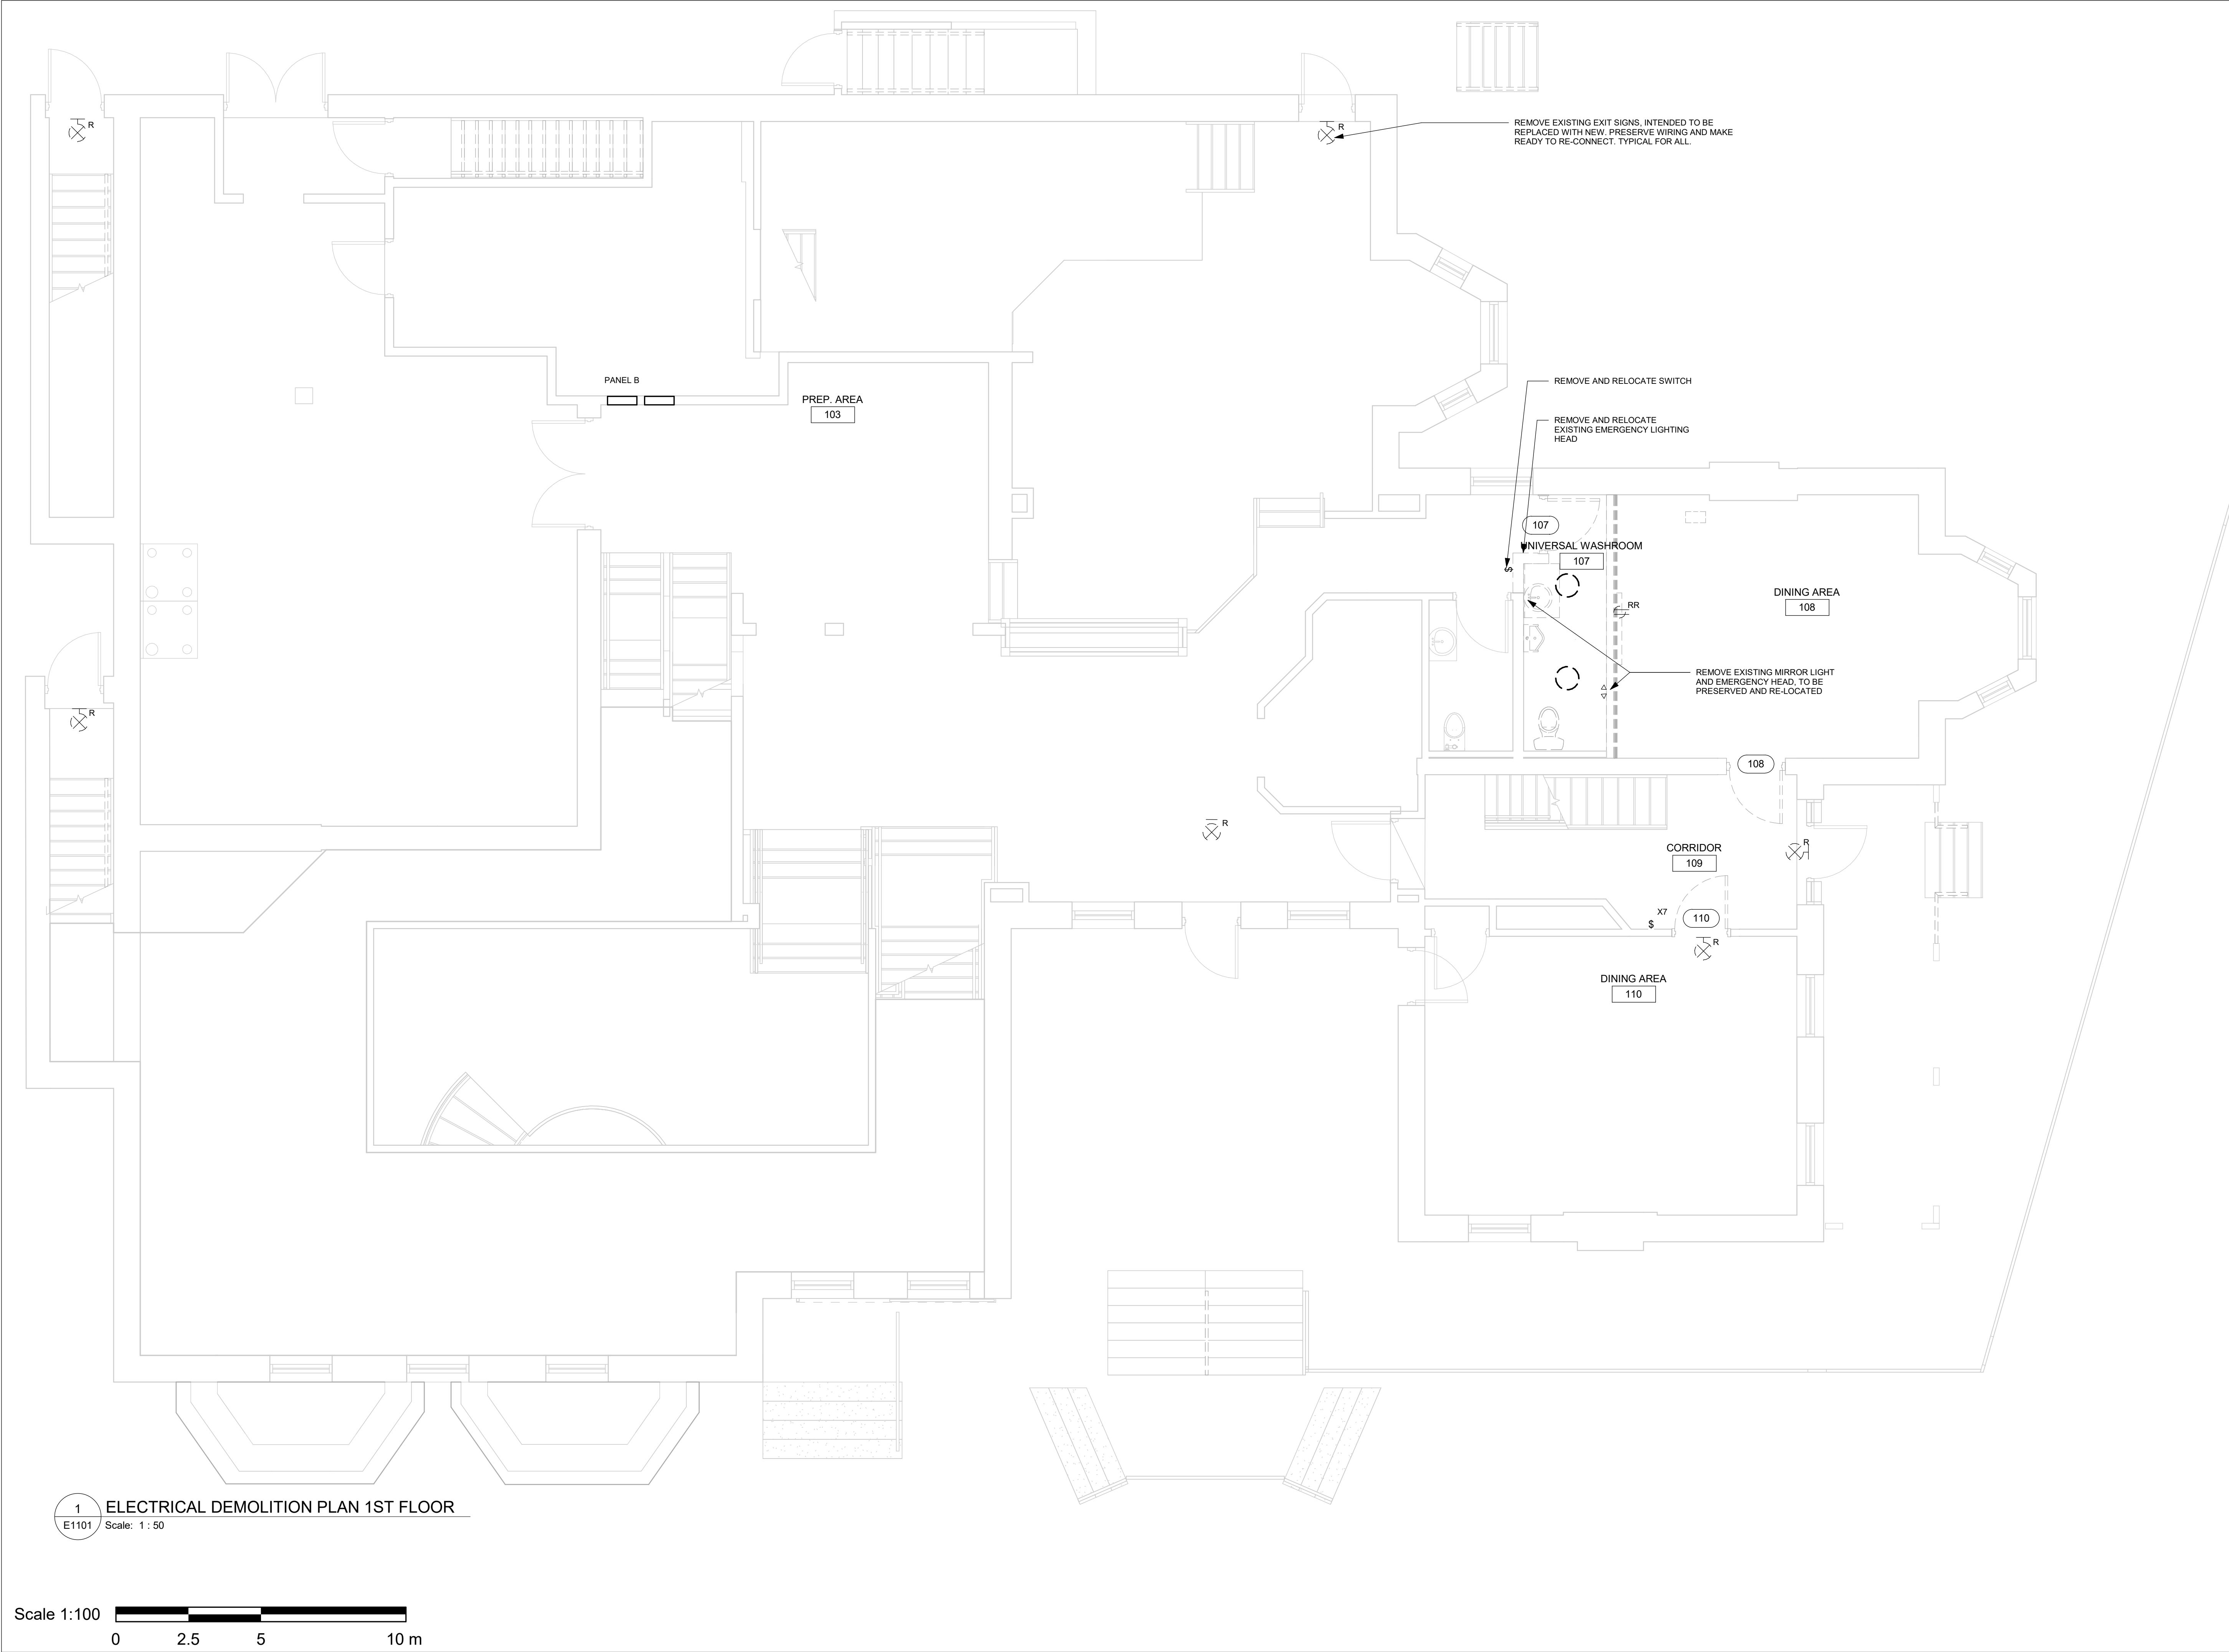 R
R
REMOVE EXISTING EXIT SIGNS, INTENDED TO BE
REPLACED WITH NEW. PRESERVE WIRING AND MAKE
READY TO RE-CONNECT. TYPICAL FOR ALL.
PANEL B
PREP. AREA
103
REMOVE AND RELOCATE SWITCH
REMOVE AND RELOCATE
EXISTING EMERGENCY LIGHTING
HEAD
107
UNIVERSAL WASHROOM
107
$
RR
DINING AREA
108
REMOVE EXISTING MIRROR LIGHT
AND EMERGENCY HEAD, TO BE
PRESERVED AND RE-LOCATED
R
108
R
CORRIDOR
109
R
X7
$
110
R
DINING AREA
110
1
E1101
ELECTRICAL DEMOLITION PLAN 1ST FLOOR
Scale: 1 : 50
Scale 1:100
0 2.5 5 10 m